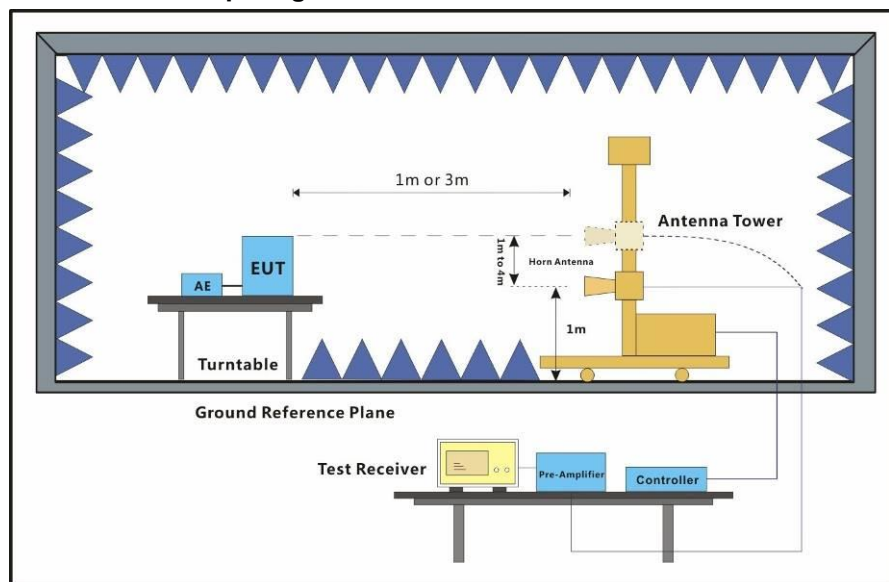 1m or 3m
Antenna Tower
EUT
1m to 4m
Horn Antenna
AE
1m
Turntable
Ground Reference Plane
Test Receiver
Pre-Amplifier
Controller